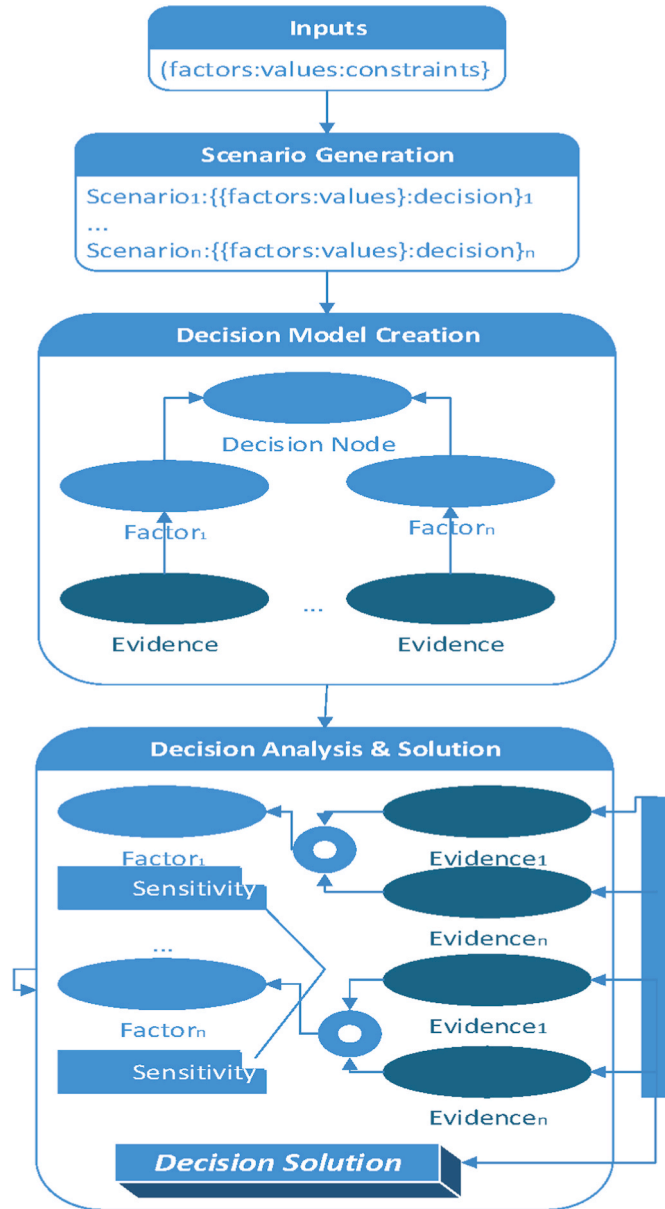 Inputs
(factors:values:constraints}
Scenario Generation
Scenario₁:{{factors:values}:decision}₁
...
Scenarioₙ:{{factors:values}:decision}ₙ
Decision Model Creation
Decision Node
Factor₁
Factorₙ
...
Evidence
Evidence
Decision Analysis & Solution
Factor₁
Evidence1
Sensitivity
Evidenceₙ
...
Factorₙ
Evidence1
Sensitivity
Evidenceₙ
Decision Solution